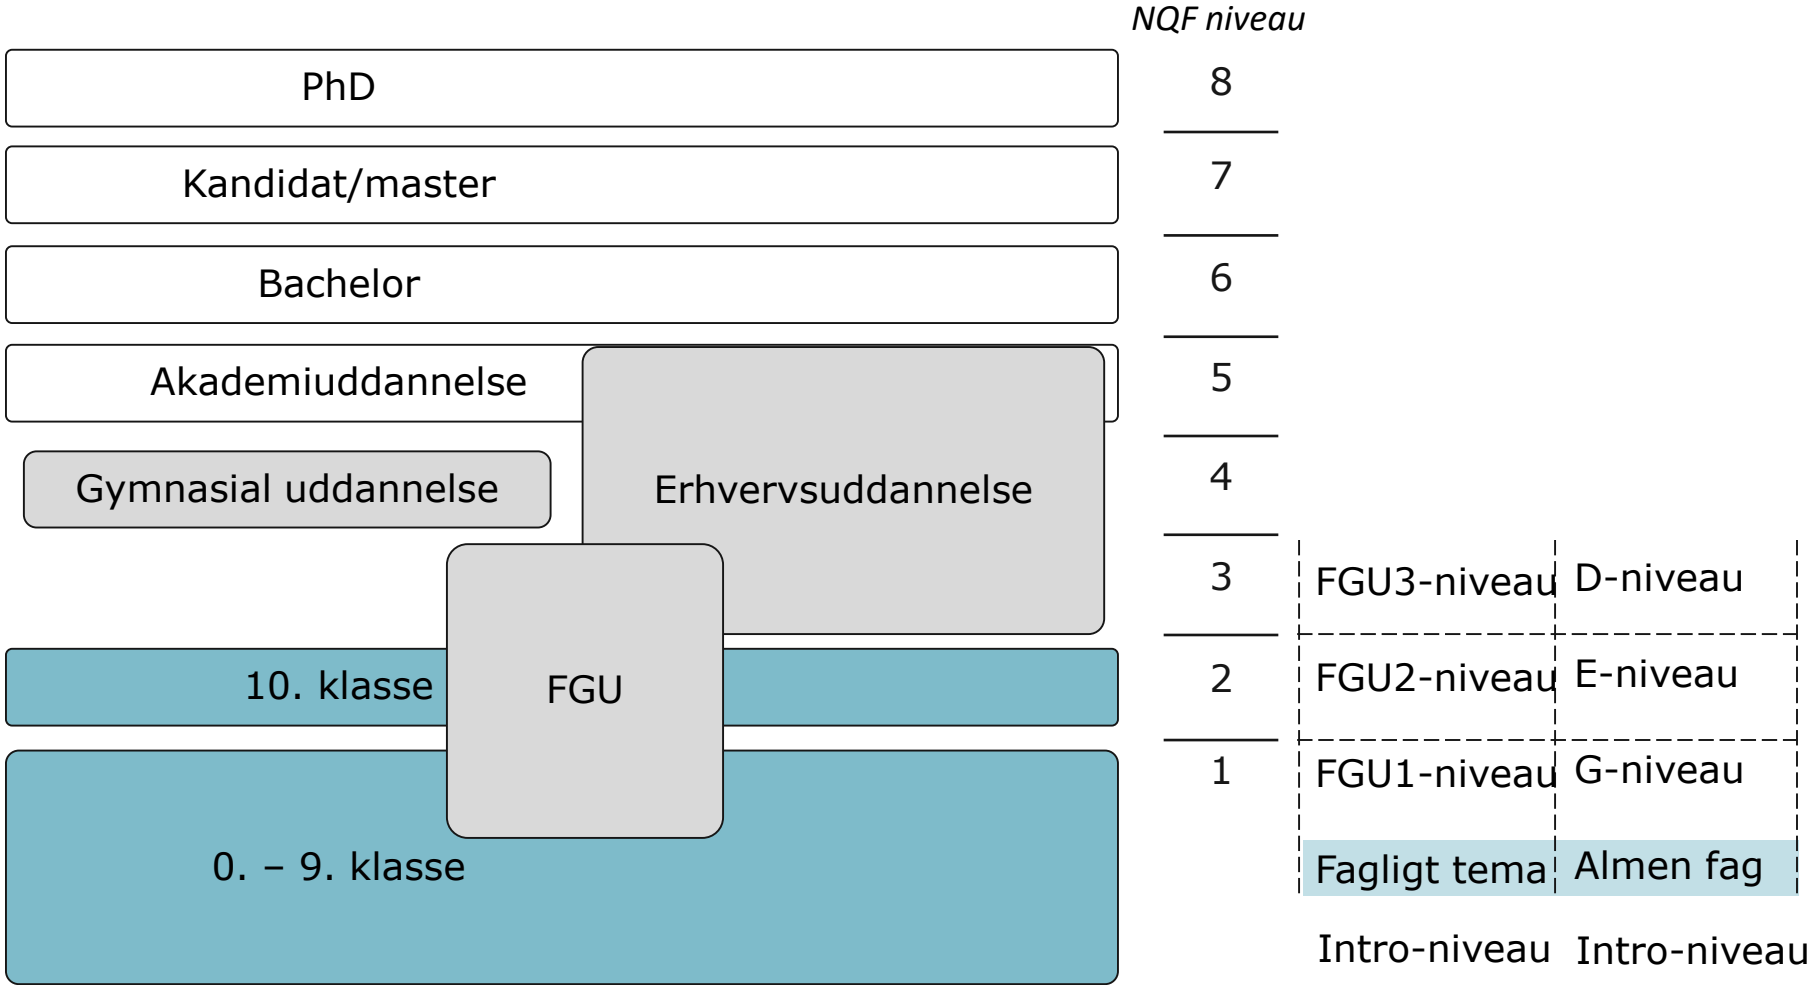 NQF niveau
PhD
8
Kandidat/master
7
Bachelor
6
Akademiuddannelse
5
Gymnasial uddannelse
Erhvervsuddannelse
4
3
FGU3-niveau
D-niveau
10. klasse
FGU
2
FGU2-niveau
E-niveau
1
FGU1-niveau
G-niveau
0. – 9. klasse
Fagligt tema
Almen fag
Intro-niveau
Intro-niveau